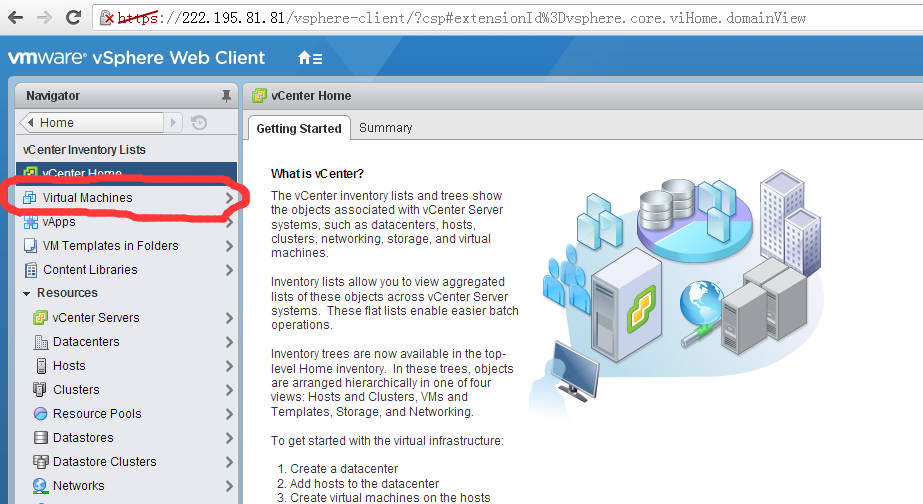 https://222.195.81.81/vsphere-client/?csp#extensionId%3Dvsphere.core.viHome.domainView
vmware® vSphere Web Client
Navigator
Home
vCenter Inventory Lists
vCenter Home
Virtual Machines
vApps
VM Templates in Folders
Content Libraries
Resources
vCenter Servers
Datacenters
Hosts
Clusters
Resource Pools
Datastores
Datastore Clusters
Networks
vCenter Home
Getting Started Summary
What is vCenter?
The vCenter inventory lists and trees show
the objects associated with vCenter Server
systems, such as datacenters, hosts,
clusters, networking, storage, and virtual
machines.
Inventory lists allow you to view aggregated
lists of these objects across vCenter Server
systems. These flat lists enable easier batch
operations.
Inventory trees are now available in the top-
level Home inventory. In these trees, objects
are arranged hierarchically in one of four
views: Hosts and Clusters, VMs and
Templates, Storage, and Networking.
To get started with the virtual infrastructure:
1. Create a datacenter
2. Add hosts to the datacenter
3. Create virtual machines on the hosts